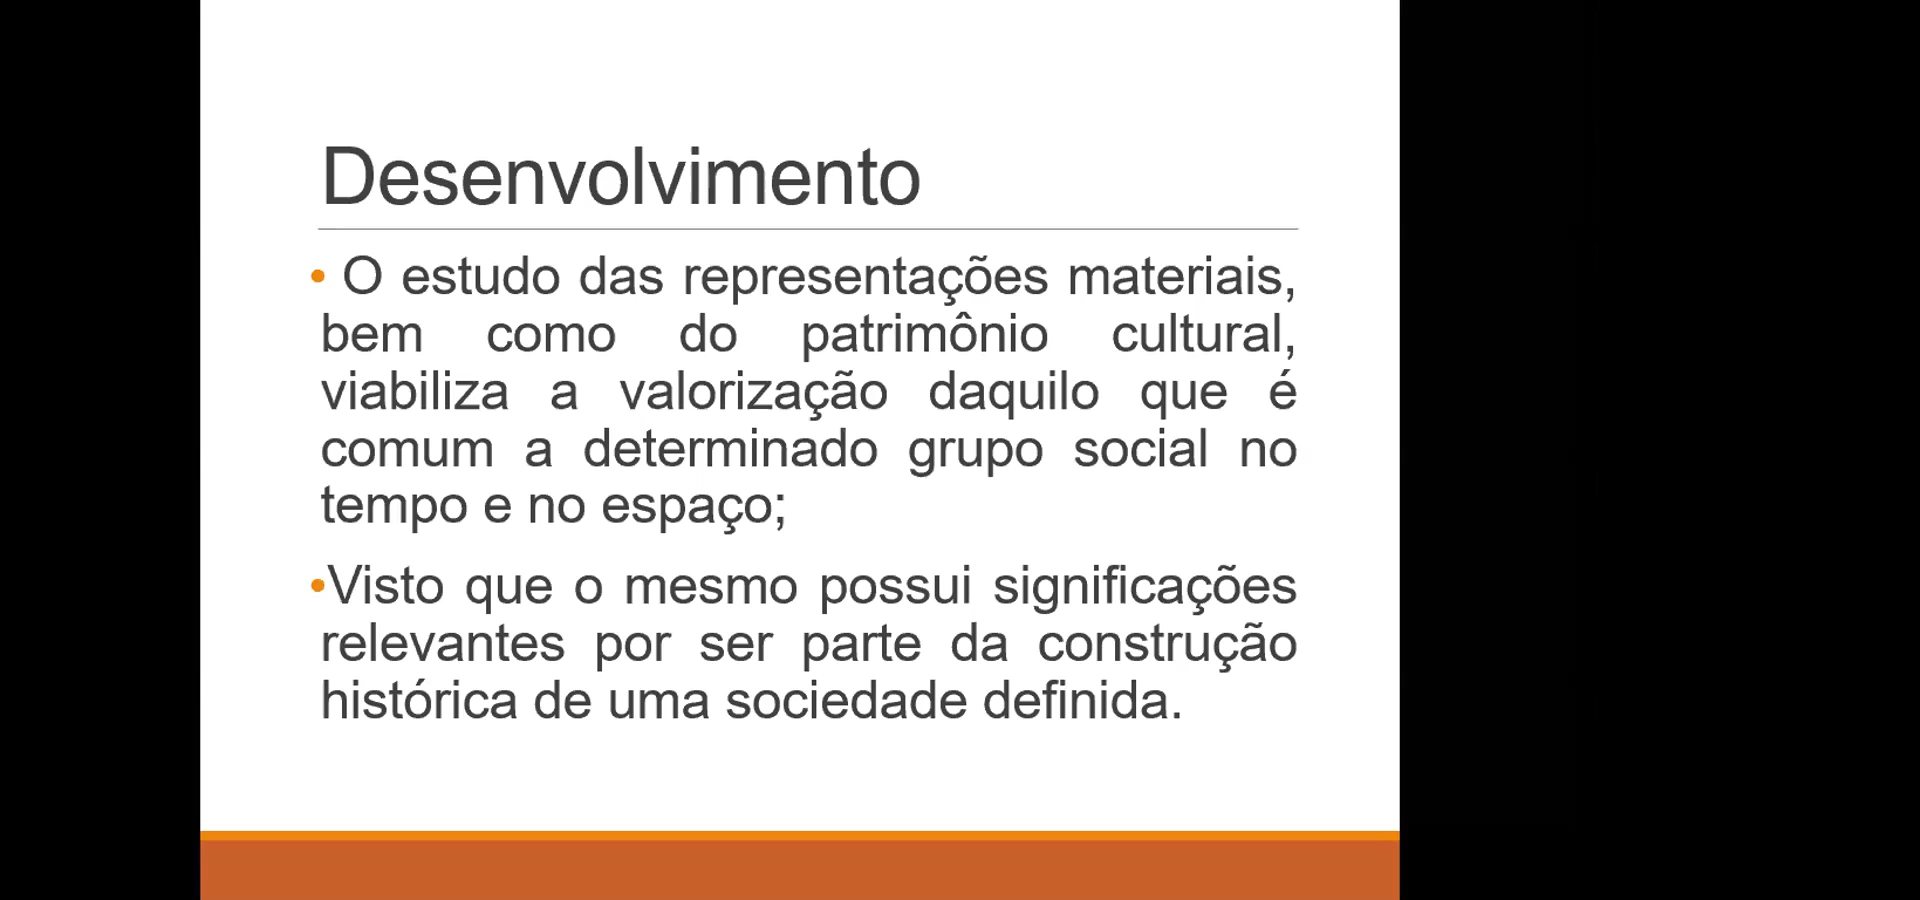 Desenvolvimento
• O estudo das representações materiais,
bem como do patrimônio cultural,
viabiliza a valorização daquilo que é
comum a determinado grupo social no
tempo e no espaço;
•Visto que o mesmo possui significações
relevantes por ser parte da construção
histórica de uma sociedade definida.